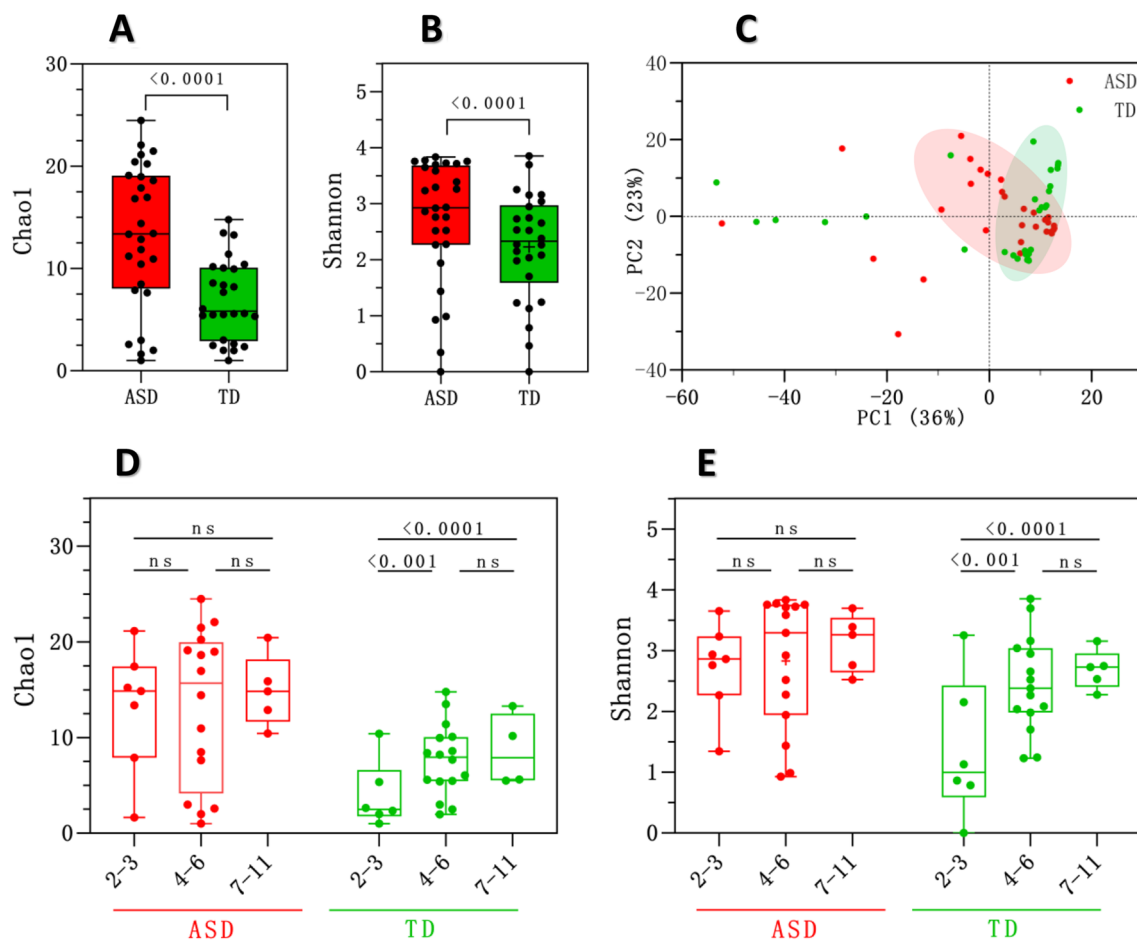 A
Chao1
30
20
10
0
<0.0001
ASD
TD
B
Shannon
5
4
3
2
1
0
<0.0001
ASD
TD
C
PC2 (23%)
40
20
0
-20
-40
ASD
TD
-60
-40
-20
0
20
PC1 (36%)
D
Chao1
30
20
10
0
ns
ns
ns
<0.0001
<0.001
ns
2-3
4-6
7-11
2-3
4-6
7-11
ASD
TD
E
Shannon
5
4
3
2
1
0
ns
ns
ns
<0.0001
<0.001
ns
2-3
4-6
7-11
2-3
4-6
7-11
ASD
TD